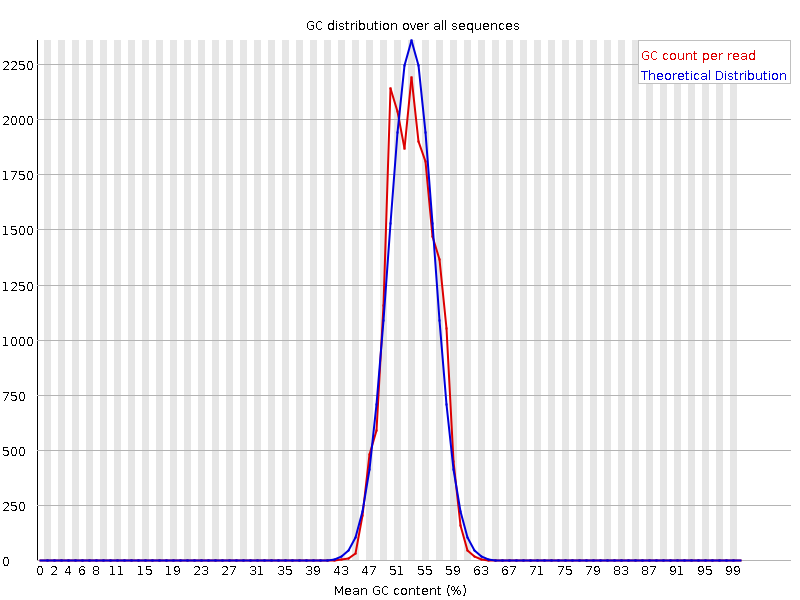 GC distribution over all sequences
GC count per read
Theoretical Distribution
2250
2000
1750
1500
1250
1000
750
500
250
0
0 2 4 6 8 11 15 19 23 27 31 35 39 43 47 51 55 59 63 67 71 75 79 83 87 91 95 99
Mean GC content (%)